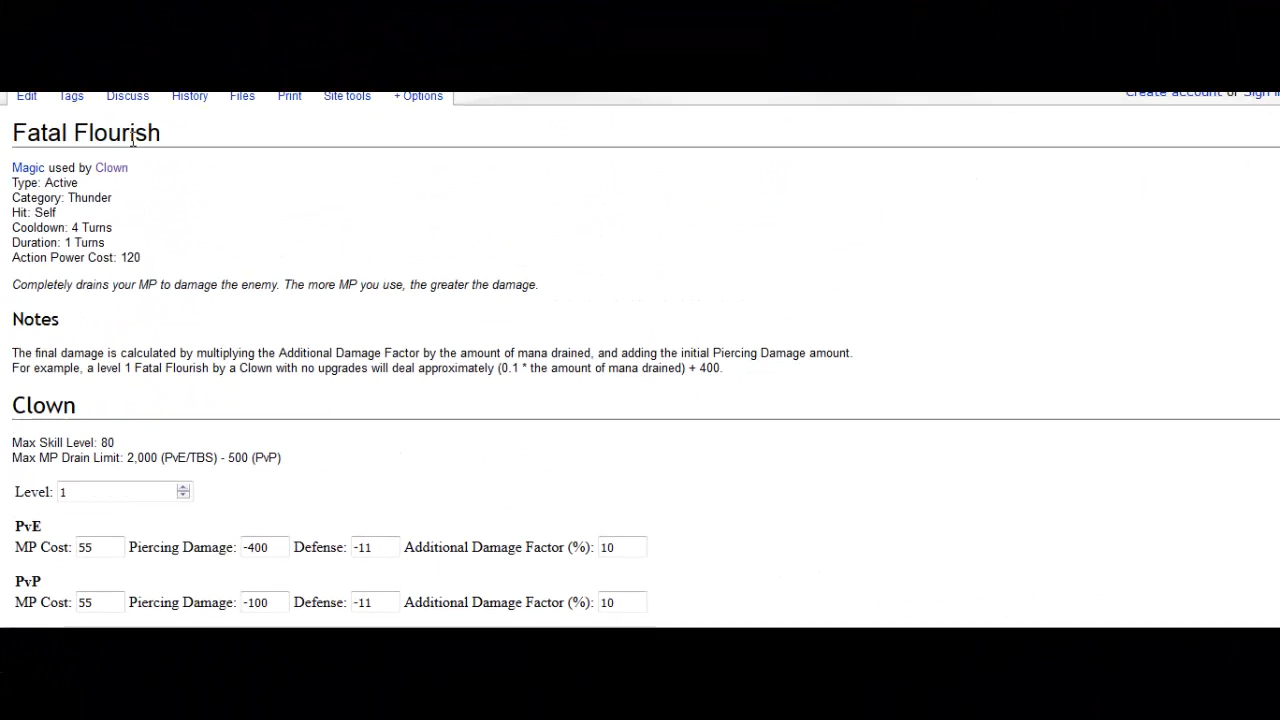 Edit Tags Discuss History Files Print Site tools + Options Create account or Sign i
Fatal Flourish
Magic used by Clown
Type: Active
Category: Thunder
Hit: Self
Cooldown: 4 Turns
Duration: 1 Turns
Action Power Cost: 120
Completely drains your MP to damage the enemy. The more MP you use, the greater the damage.
Notes
The final damage is calculated by multiplying the Additional Damage Factor by the amount of mana drained, and adding the initial Piercing Damage amount.
For example, a level 1 Fatal Flourish by a Clown with no upgrades will deal approximately (0.1 * the amount of mana drained) + 400.
Clown
Max Skill Level: 80
Max MP Drain Limit: 2,000 (PvE/TBS) - 500 (PvP)
Level: 1
PvE
MP Cost: 55 Piercing Damage: -400 Defense: -11 Additional Damage Factor (%): 10
PvP
MP Cost: 55 Piercing Damage: -100 Defense: -11 Additional Damage Factor (%): 10